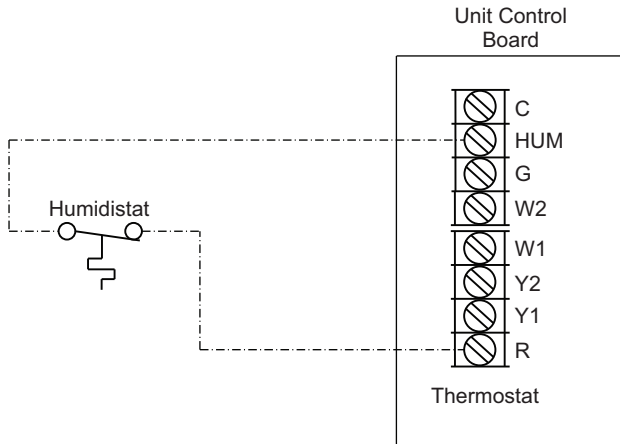 Unit Control
Board
C
HUM
G
Humidistat
W2
W1
Y2
Y1
R
Thermostat